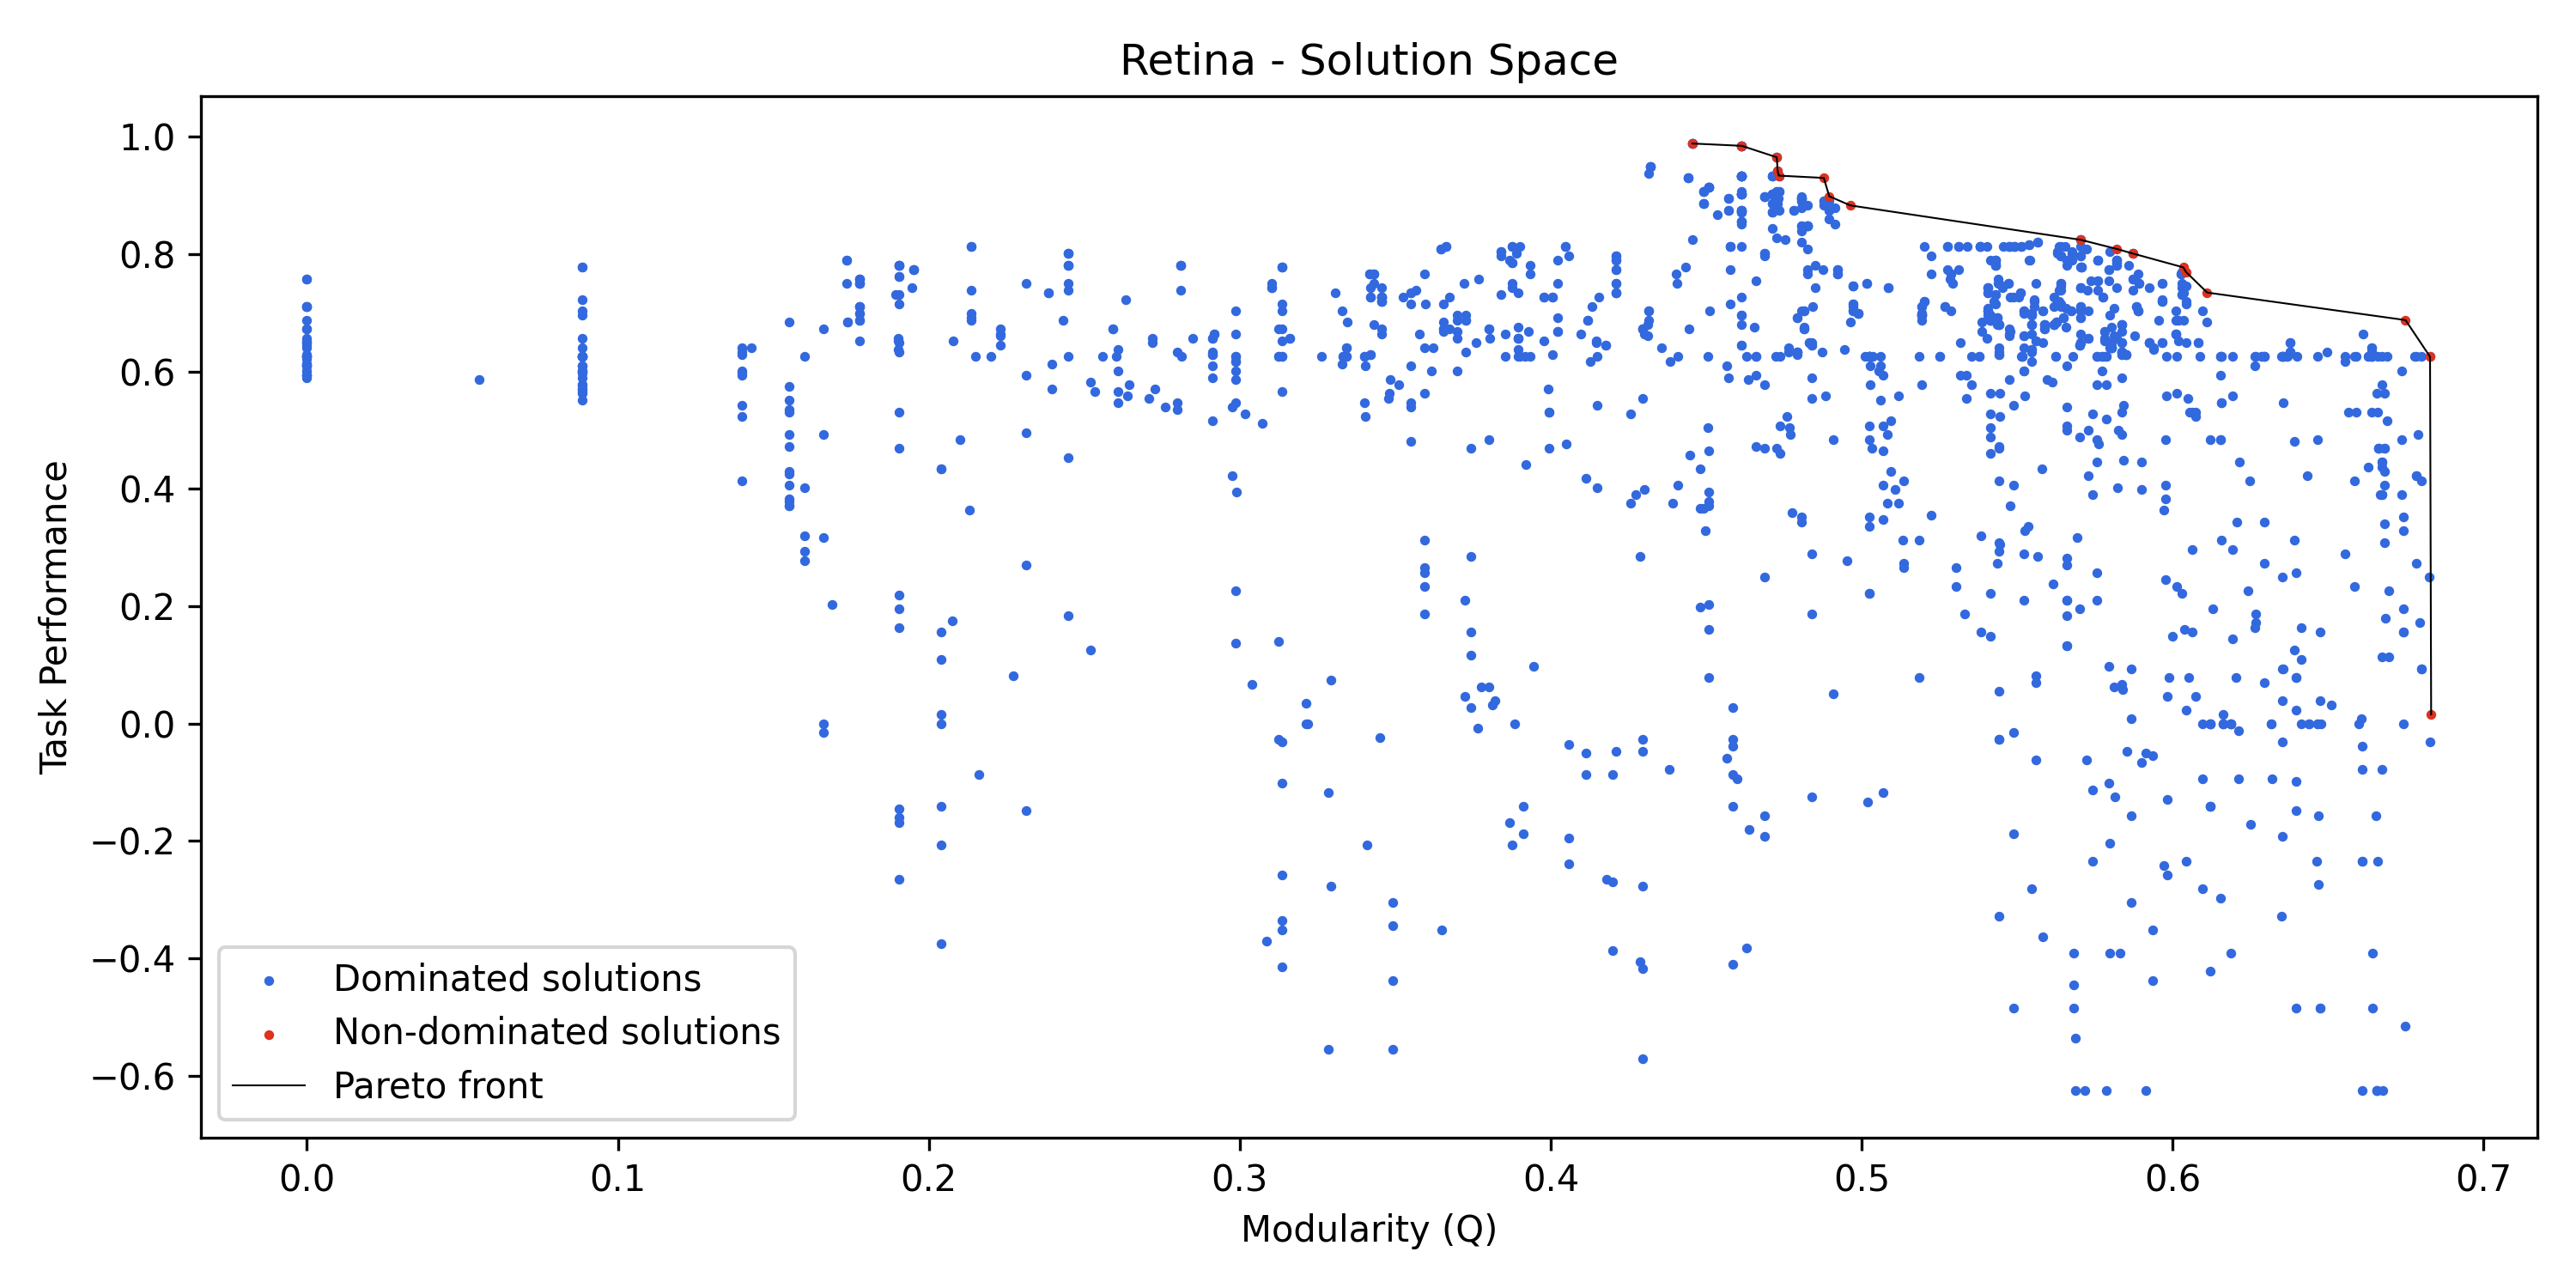 Retina - Solution Space
Task Performance
1.0
0.8
0.6
0.4
0.2
0.0
−0.2
−0.4
−0.6
Dominated solutions
Non-dominated solutions
Pareto front
0.0 0.1 0.2 0.3 0.4 0.5 0.6 0.7
Modularity (Q)